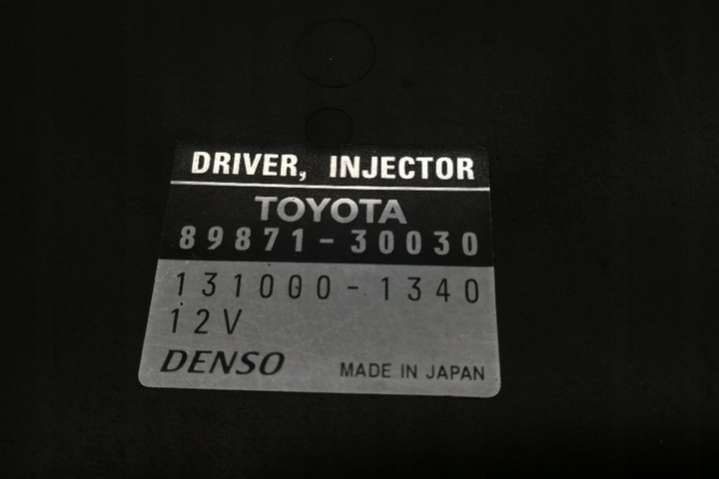 DRIVER, INJECTOR
TOYOTA
89871-30030
131000-1340
12V
DENSO MADE IN JAPAN